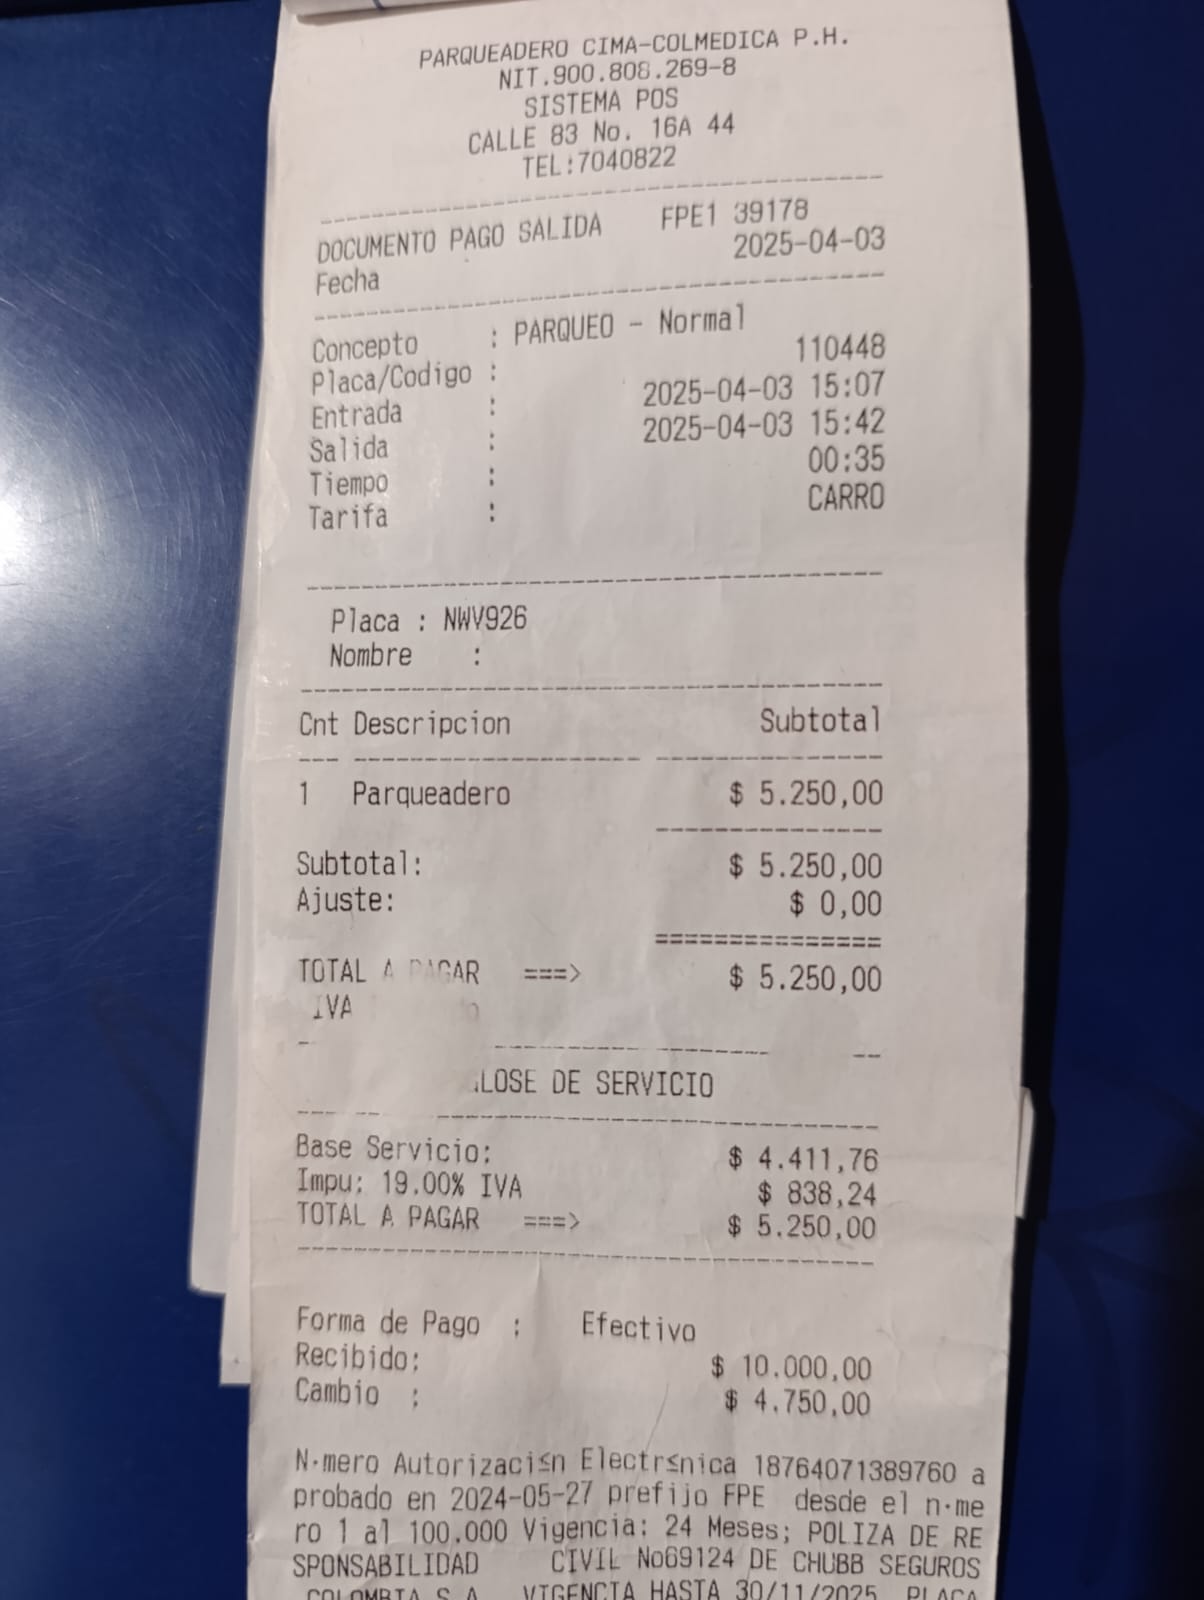 PARQUEADERO CIMA-COLMEDICA P.H.
NIT.900.808.269-8
SISTEMA POS
CALLE 83 No. 16A 44
TEL:7040822
DOCUMENTO PAGO SALIDA FPE1 39178
Fecha 2025-04-03
Concepto : PARQUEO - Normal
Placa/Codigo : 110448
Entrada : 2025-04-03 15:07
Salida : 2025-04-03 15:42
Tiempo : 00:35
Tarifa : CARRO
Placa : NWV926
Nombre :
Cnt Descripcion Subtotal
1 Parqueadero $ 5.250,00
Subtotal: $ 5.250,00
Ajuste: $ 0,00
TOTAL A PAGAR ===> $ 5.250,00
IVA
LOSE DE SERVICIO
Base Servicio: $ 4.411,76
Impu: 19.00% IVA $ 838,24
TOTAL A PAGAR ===> $ 5.250,00
Forma de Pago : Efectivo
Recibido: $ 10.000,00
Cambio : $ 4.750,00
N·mero Autorizaci≤n Electr≤nica 18764071389760 a
probado en 2024-05-27 prefijo FPE desde el n·me
ro 1 al 100.000 Vigencia: 24 Meses; POLIZA DE RE
SPONSABILIDAD CIVIL No69124 DE CHUBB SEGUROS
COLOMBIA S.A. VIGENCIA HASTA 30/11/2025 PLACA